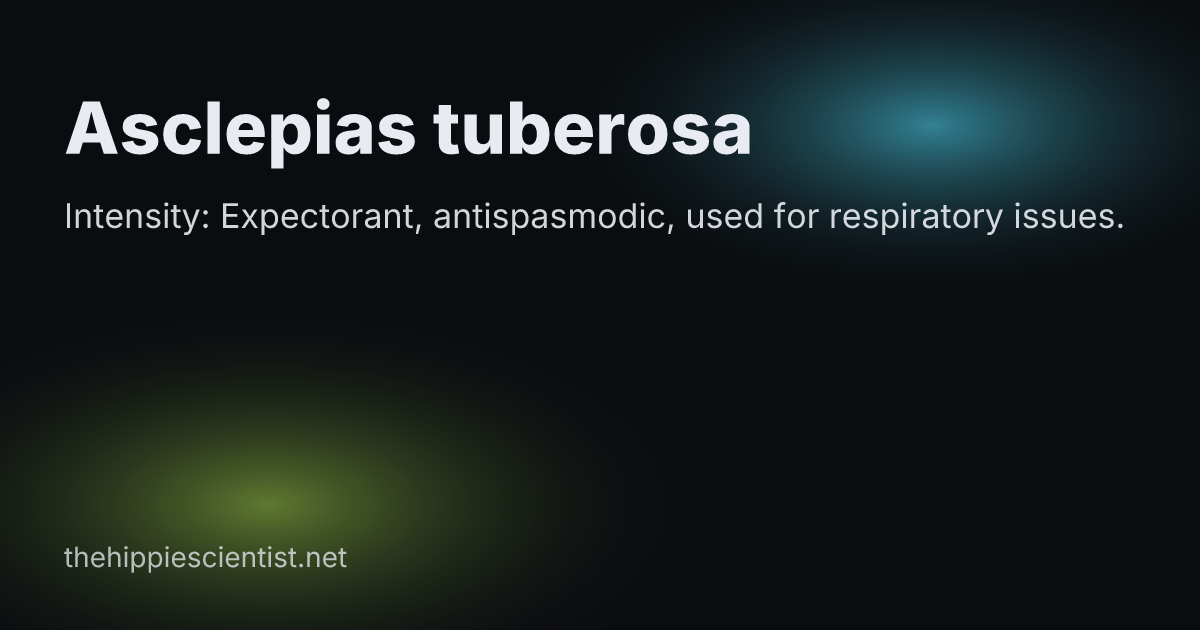 Asclepias tuberosa
Intensity: Expectorant, antispasmodic, used for respiratory issues.
thehippiescientist.net